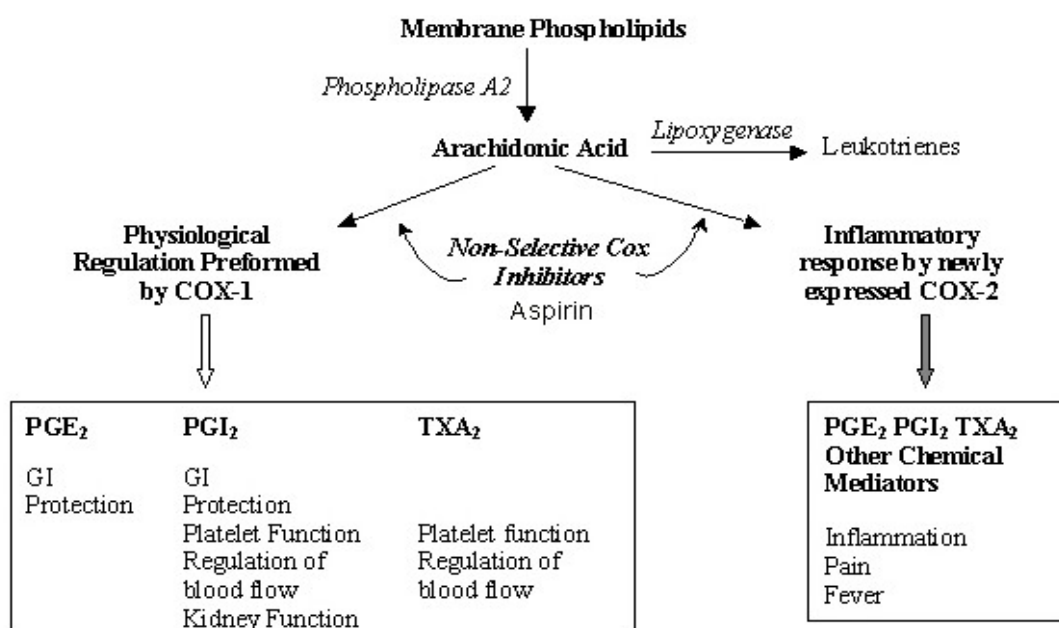 Membrane Phospholipids
Phospholipase A2
Lipoxygenase
Arachidonic Acid
Leukotrienes
Physiological
Regulation Preformed
by COX-1
Non-Selective Cox
Inhibitors
Aspirin
Inflammatory
response by newly
expressed COX-2
PGE₂ PGI₂ TXA₂
GI
Protection
GI
Protection
Platelet Function
Regulation of
blood flow
Kidney Function
Platelet function
Regulation of
blood flow
PGE₂ PGI₂ TXA₂
Other Chemical
Mediators
Inflammation
Pain
Fever